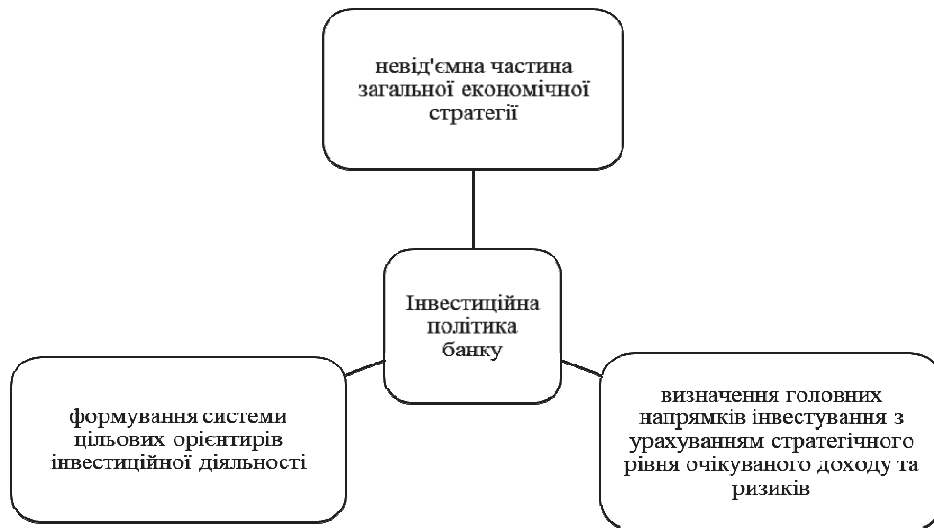 невід'ємна частина
загальної економічної
стратегії
Інвестиційна
політика
банку
формування системи
цільових орієнтирів
інвестиційної діяльності
визначення головних
напрямків інвестування з
урахуванням стратегічного
рівня очікуваного доходу та
ризиків